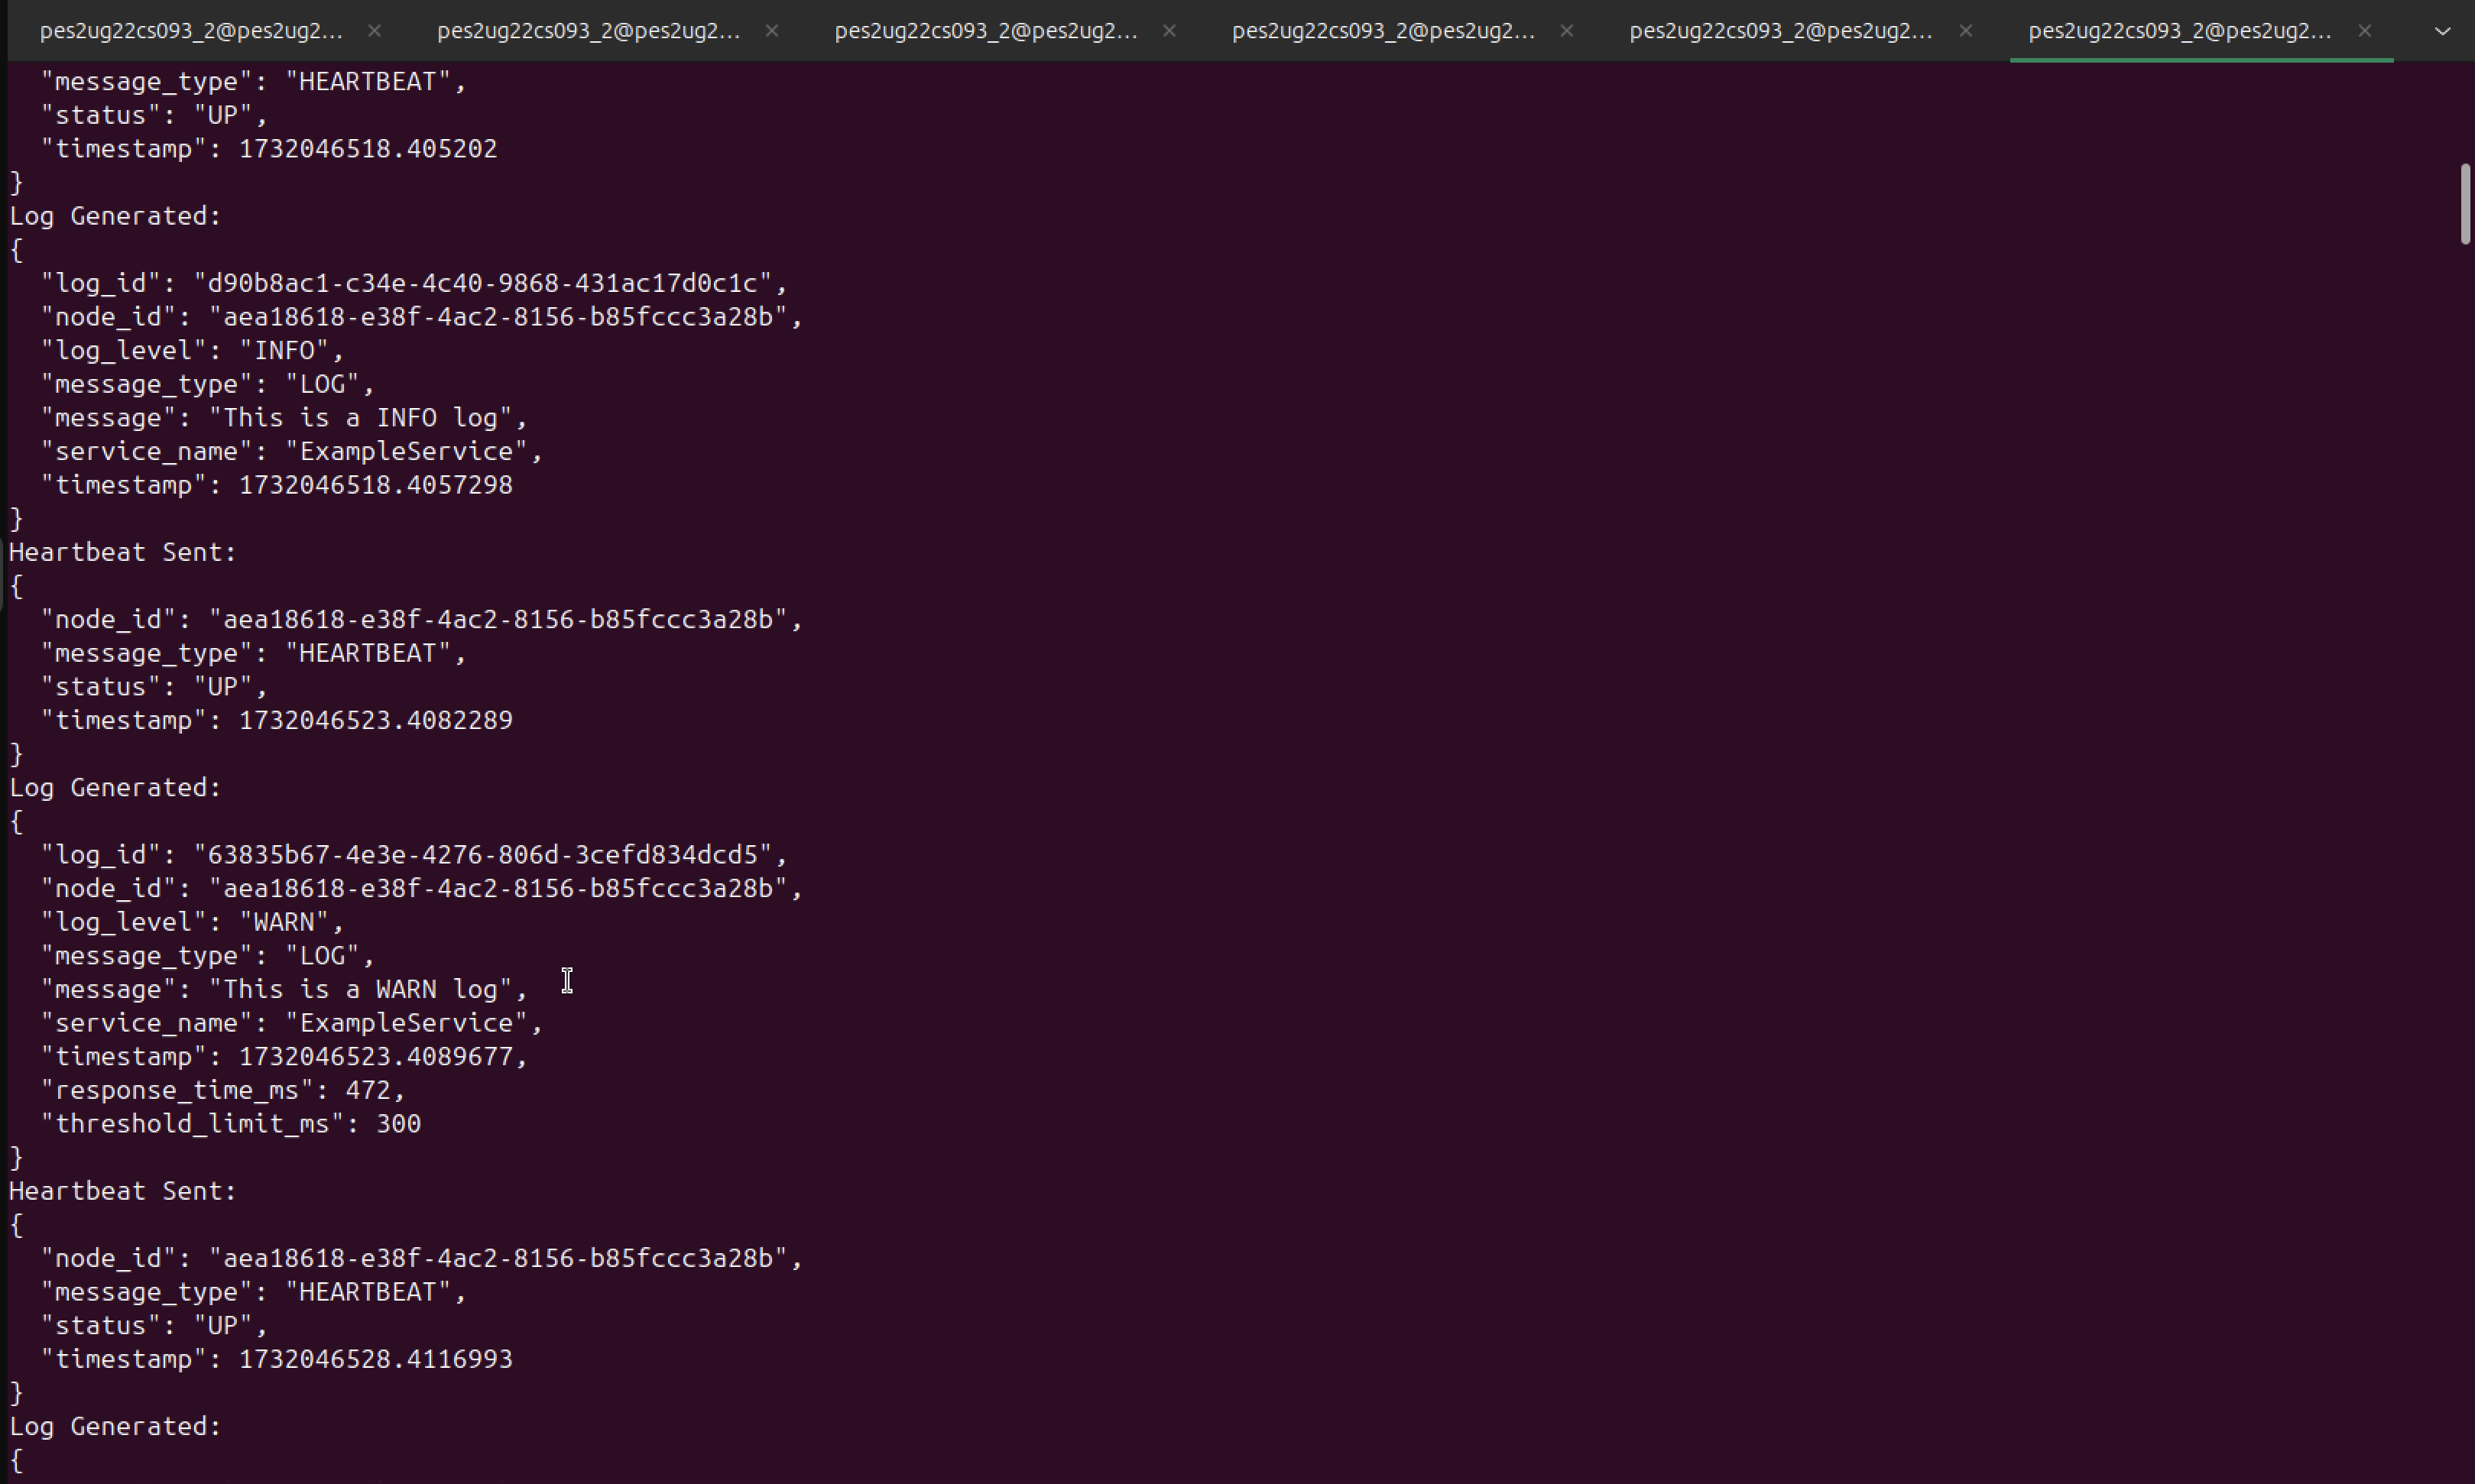 pes2ug22cs093_2@pes2ug2... pes2ug22cs093_2@pes2ug2... pes2ug22cs093_2@pes2ug2... pes2ug22cs093_2@pes2ug2... pes2ug22cs093_2@pes2ug2... pes2ug22cs093_2@pes2ug2...
  "message_type": "HEARTBEAT",
  "status": "UP",
  "timestamp": 1732046518.405202
}
Log Generated:
{
  "log_id": "d90b8ac1-c34e-4c40-9868-431ac17d0c1c",
  "node_id": "aea18618-e38f-4ac2-8156-b85fccc3a28b",
  "log_level": "INFO",
  "message_type": "LOG",
  "message": "This is a INFO log",
  "service_name": "ExampleService",
  "timestamp": 1732046518.4057298
}
Heartbeat Sent:
{
  "node_id": "aea18618-e38f-4ac2-8156-b85fccc3a28b",
  "message_type": "HEARTBEAT",
  "status": "UP",
  "timestamp": 1732046523.4082289
}
Log Generated:
{
  "log_id": "63835b67-4e3e-4276-806d-3cefd834dcd5",
  "node_id": "aea18618-e38f-4ac2-8156-b85fccc3a28b",
  "log_level": "WARN",
  "message_type": "LOG",
  "message": "This is a WARN log",
  "service_name": "ExampleService",
  "timestamp": 1732046523.4089677,
  "response_time_ms": 472,
  "threshold_limit_ms": 300
}
Heartbeat Sent:
{
  "node_id": "aea18618-e38f-4ac2-8156-b85fccc3a28b",
  "message_type": "HEARTBEAT",
  "status": "UP",
  "timestamp": 1732046528.4116993
}
Log Generated:
{